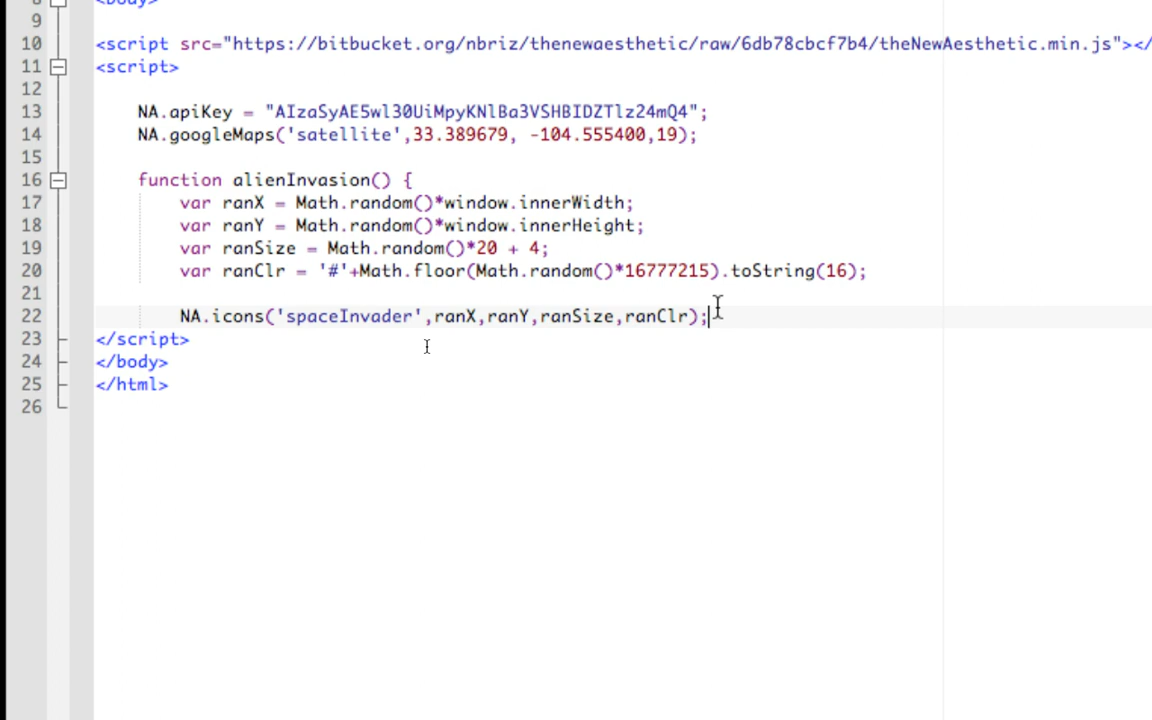 8 <body>
9
10 <script src="https://bitbucket.org/nbriz/thenewaesthetic/raw/6db78cbcf7b4/theNewAesthetic.min.js"></
11 <script>
12
13 NA.apiKey = "AIzaSyAE5wl30UiMpyKNlBa3VSHBIDZTlz24mQ4";
14 NA.googleMaps('satellite',33.389679, -104.555400,19);
15
16 function alienInvasion() {
17 var ranX = Math.random()*window.innerWidth;
18 var ranY = Math.random()*window.innerHeight;
19 var ranSize = Math.random()*20 + 4;
20 var ranClr = '#'+Math.floor(Math.random()*16777215).toString(16);
21
22 NA.icons('spaceInvader',ranX,ranY,ranSize,ranClr);
23 </script>
24 </body>
25 </html>
26